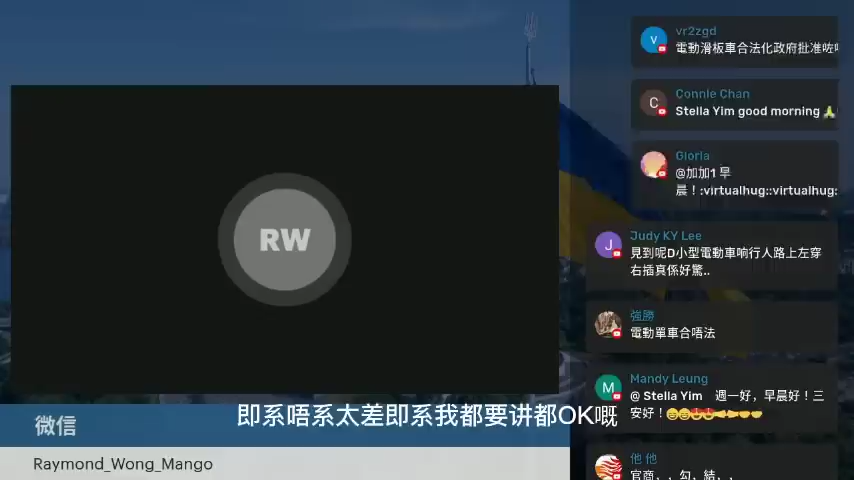 vr2zgd
電動滑板車合法化政府批准咗
Connie Chan
Stella Yim good morning
Gloria
@加加1 早
晨！:virtualhug::virtualhug:
RW
Judy KY Lee
見到呢D小型電動車响行人路上左穿
右插真係好驚..
強勝
電動單車合唔法
Mandy Leung
@ Stella Yim 週一好，早晨好！三
安好！
即系唔系太差即系我都要讲都OK嘅
微信
Raymond_Wong_Mango
他 他
官商，，勾，結，，